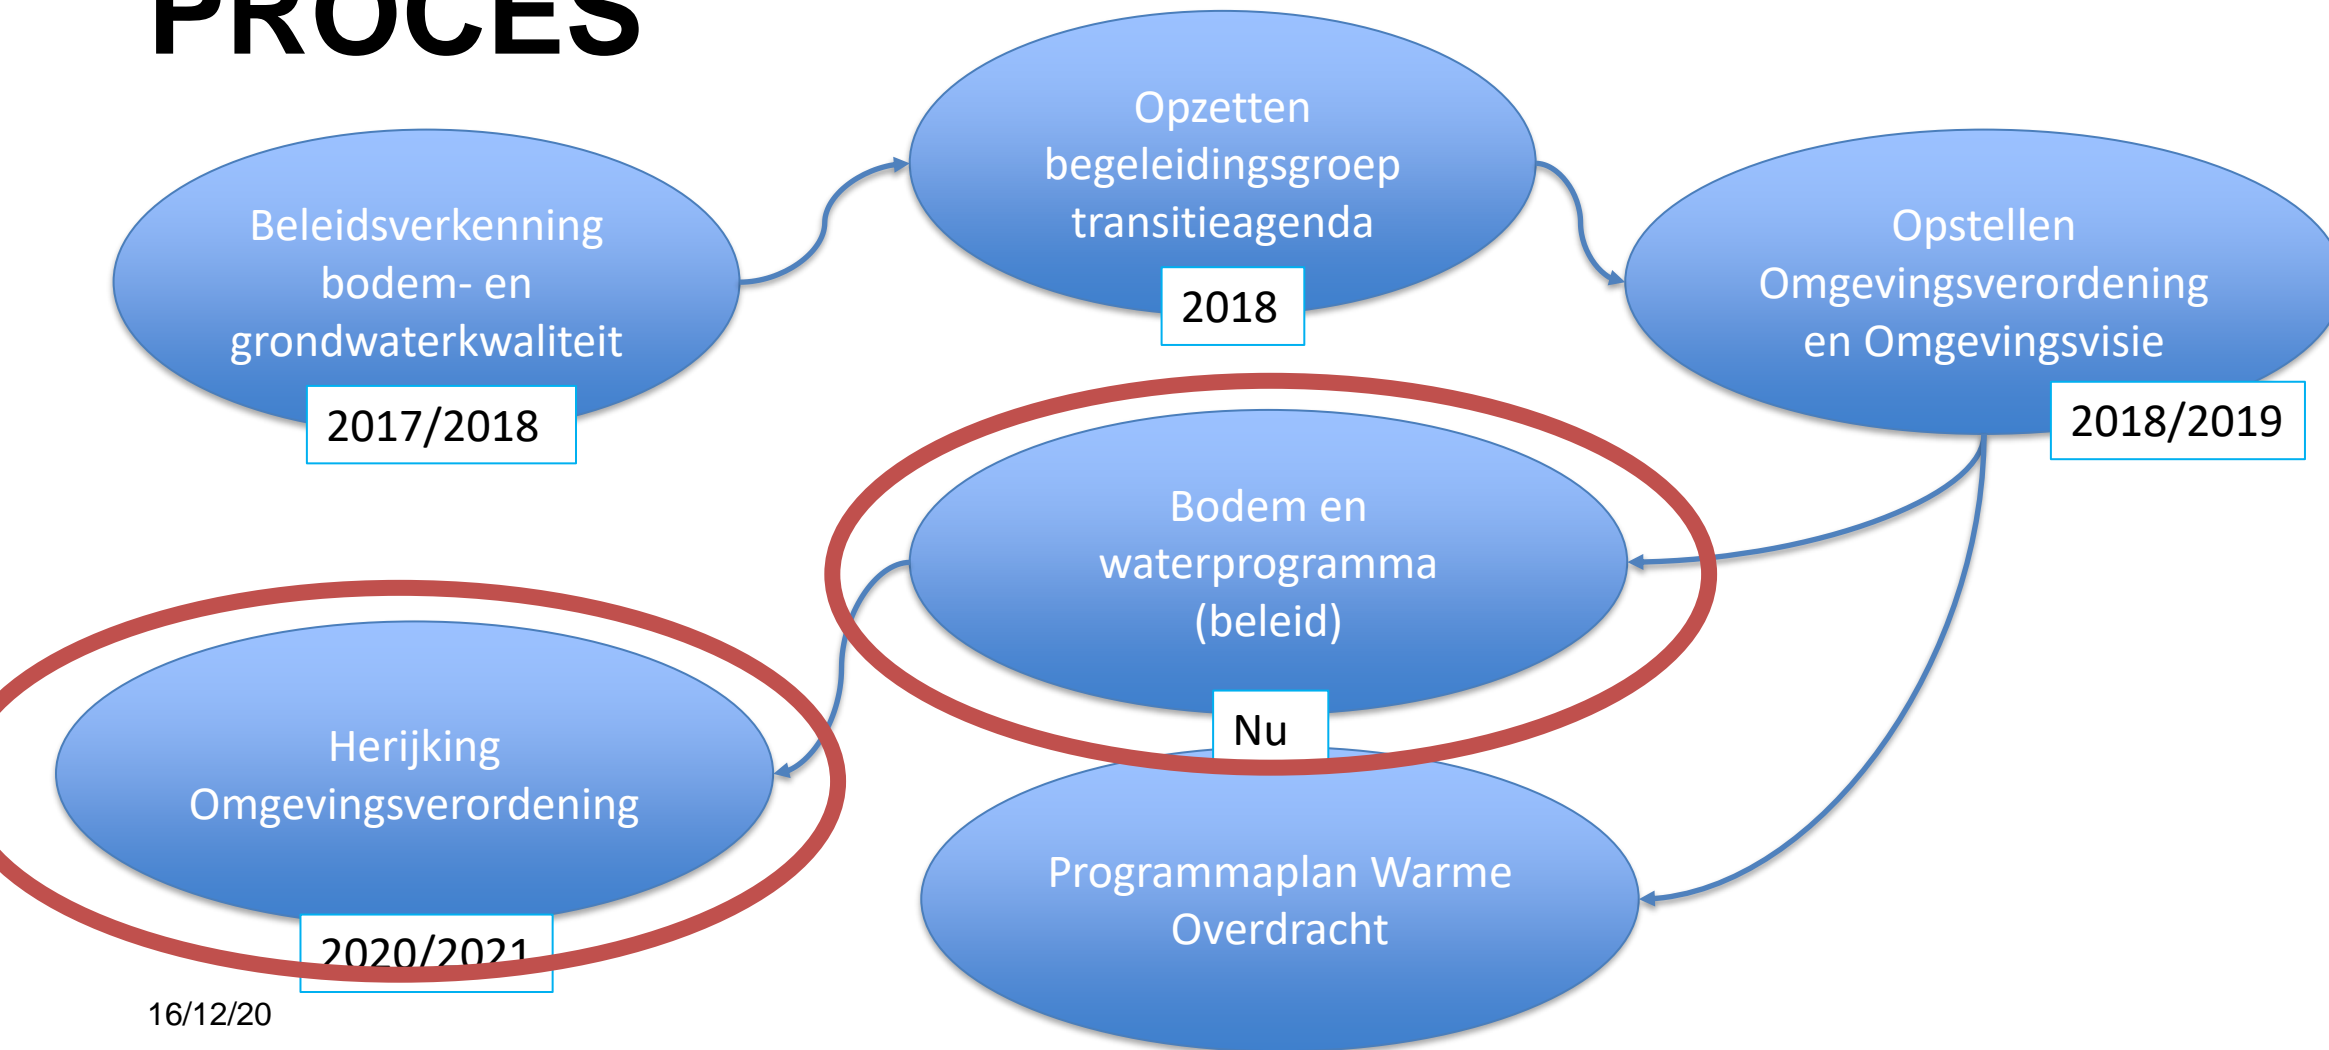 PROCES
Beleidsverkenning
bodem- en
grondwaterkwaliteit
2017/2018
Opzetten
begeleidingsgroep
transitieagenda
2018
Opstellen
Omgevingsverordening
en Omgevingsvisie
2018/2019
Bodem en
waterprogramma
(beleid)
Nu
Herijking
Omgevingsverordening
2020/2021
Programmaplan Warme
Overdracht
16/12/20